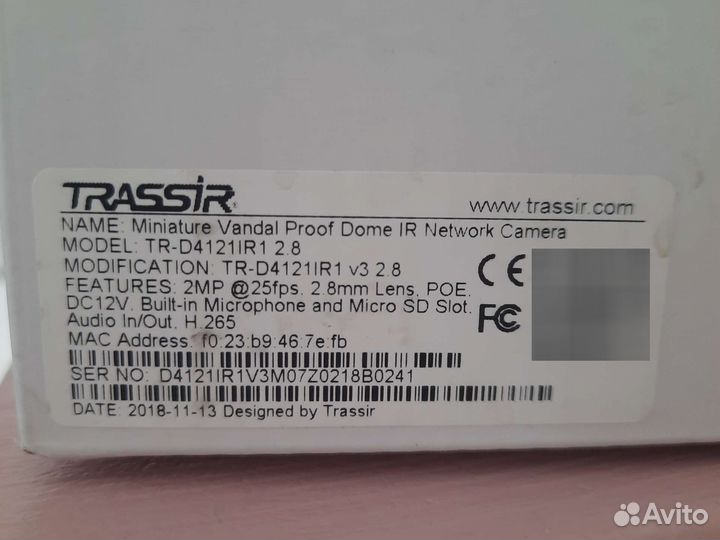 TRASSIR
www.trassir.com
NAME: Miniature Vandal Proof Dome IR Network Camera
MODEL: TR-D4121IR1 2.8
MODIFICATION: TR-D4121IR1 v3 2.8
FEATURES: 2MP @25fps, 2.8mm Lens, POE,
DC12V. Built-in Microphone and Micro SD Slot.
Audio In/Out, H.265
CE
FC
MAC Address: f0:23:b9:46:7e:fb
SER NO: D4121IR1V3M07Z0218B0241
DATE: 2018-11-13 Designed by Trassir
Avito